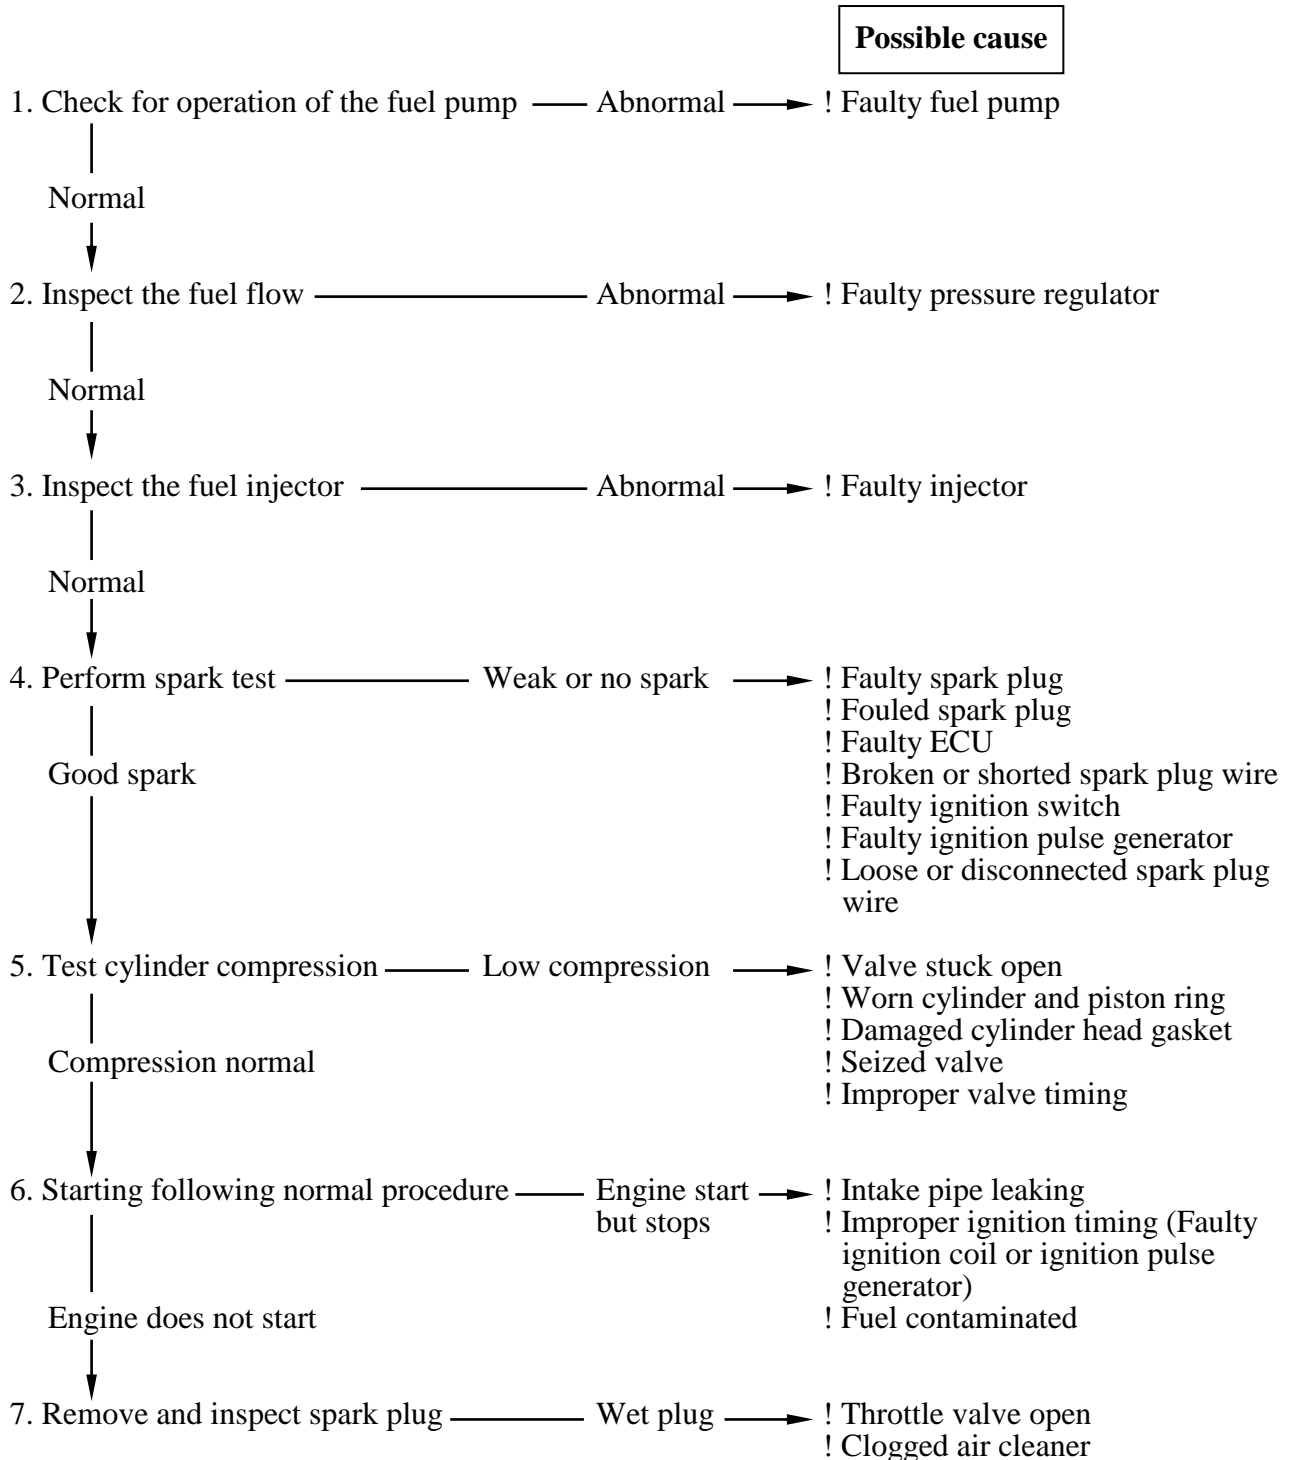 Possible cause
1. Check for operation of the fuel pump Abnormal ! Faulty fuel pump
Normal
2. Inspect the fuel flow Abnormal ! Faulty pressure regulator
Normal
3. Inspect the fuel injector Abnormal ! Faulty injector
Normal
4. Perform spark test Weak or no spark ! Faulty spark plug
! Fouled spark plug
! Faulty ECU
Good spark ! Broken or shorted spark plug wire
! Faulty ignition switch
! Faulty ignition pulse generator
! Loose or disconnected spark plug
wire
5. Test cylinder compression Low compression ! Valve stuck open
! Worn cylinder and piston ring
! Damaged cylinder head gasket
Compression normal ! Seized valve
! Improper valve timing
6. Starting following normal procedure Engine start ! Intake pipe leaking
but stops ! Improper ignition timing (Faulty
ignition coil or ignition pulse
generator)
Engine does not start ! Fuel contaminated
7. Remove and inspect spark plug Wet plug ! Throttle valve open
! Clogged air cleaner